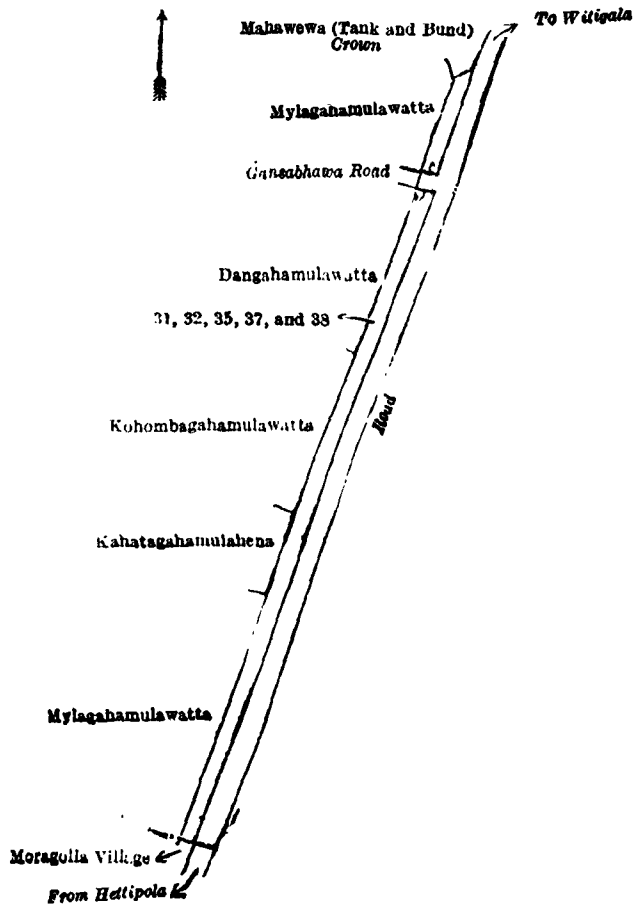 To Witigala
Mahawewa (Tank and Bund)
Crown
Mylagahamulawatta
Gansabhawa Road
Dangahamulawatta
31, 32, 35, 37, and 38
Road
Kohombagahamulawatta
Kahatagahamulahena
Mylagahamulawatta
Moragolla Village
From Hettipola